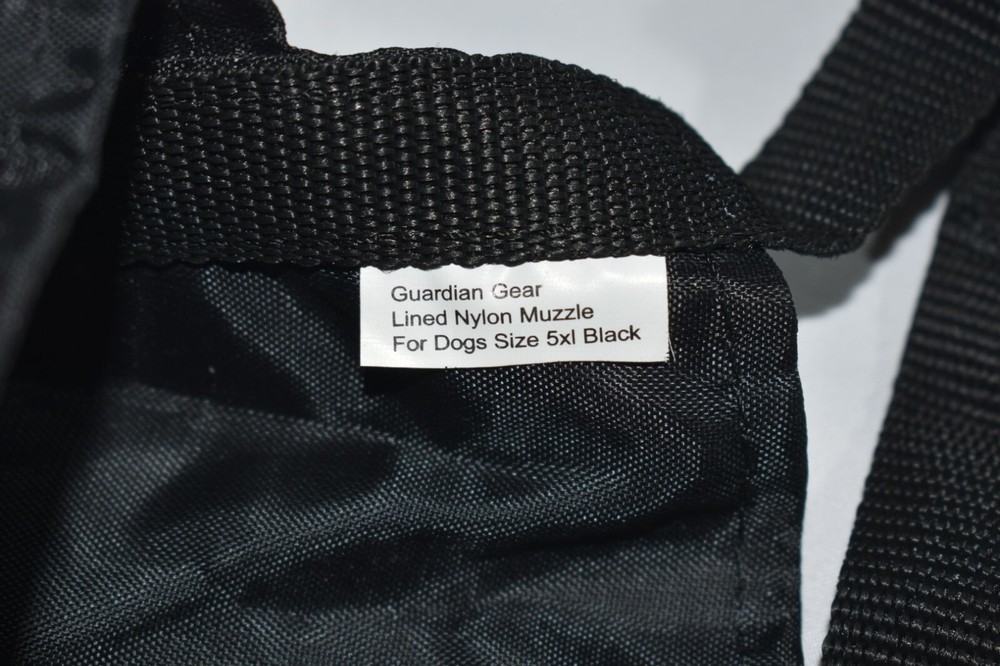 Guardian Gear
Lined Nylon Muzzle
For Dogs Size 5xl Black